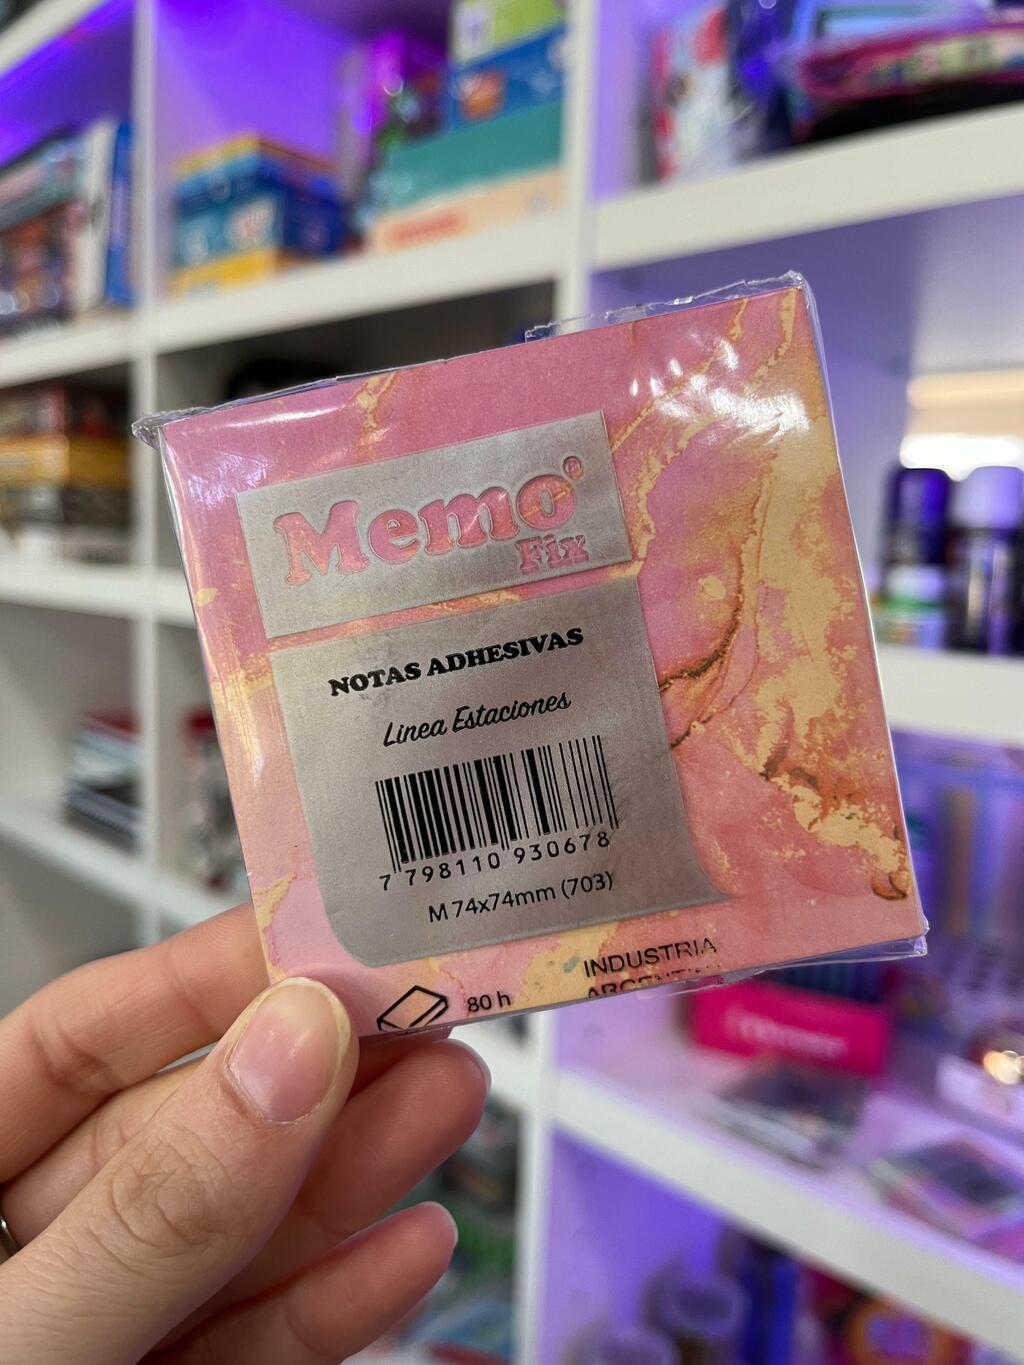 Memo®
Fix
NOTAS ADHESIVAS
Linea Estaciones
7 798110 930678
M 74x74mm (703)
INDUSTRIA
80 h